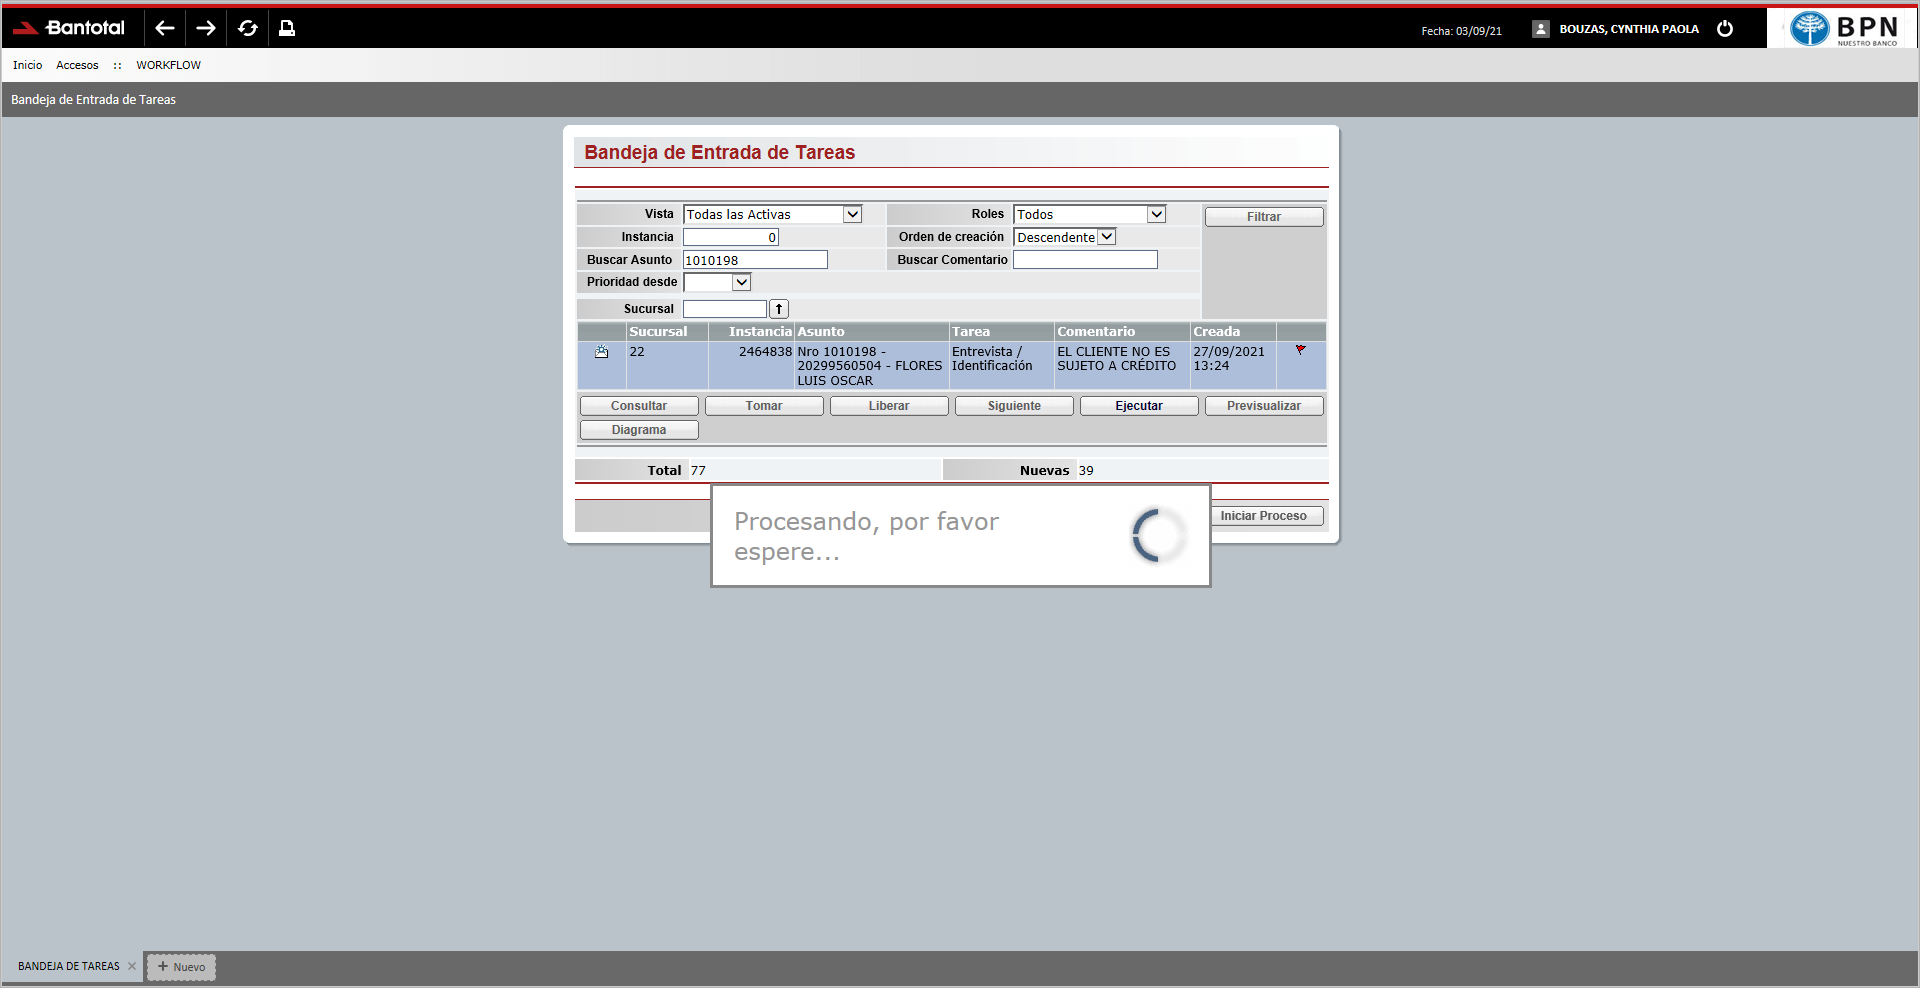 Bantotal
Fecha: 03/09/21
BOUZAS, CYNTHIA PAOLA
BPN
NUESTRO BANCO
Inicio Accesos :: WORKFLOW
Bandeja de Entrada de Tareas
Bandeja de Entrada de Tareas
Vista Todas las Activas Roles Todos Filtrar
Instancia 0 Orden de creación Descendente
Buscar Asunto 1010198 Buscar Comentario
Prioridad desde
Sucursal
Sucursal Instancia Asunto Tarea Comentario Creada
22 2464838 Nro 1010198 - Entrevista / EL CLIENTE NO ES 27/09/2021
20299560504 - FLORES Identificación SUJETO A CRÉDITO 13:24
LUIS OSCAR
Consultar Tomar Liberar Siguiente Ejecutar Previsualizar
Diagrama
Total 77 Nuevas 39
Iniciar Proceso
Procesando, por favor
espere...
BANDEJA DE TAREAS × + Nuevo